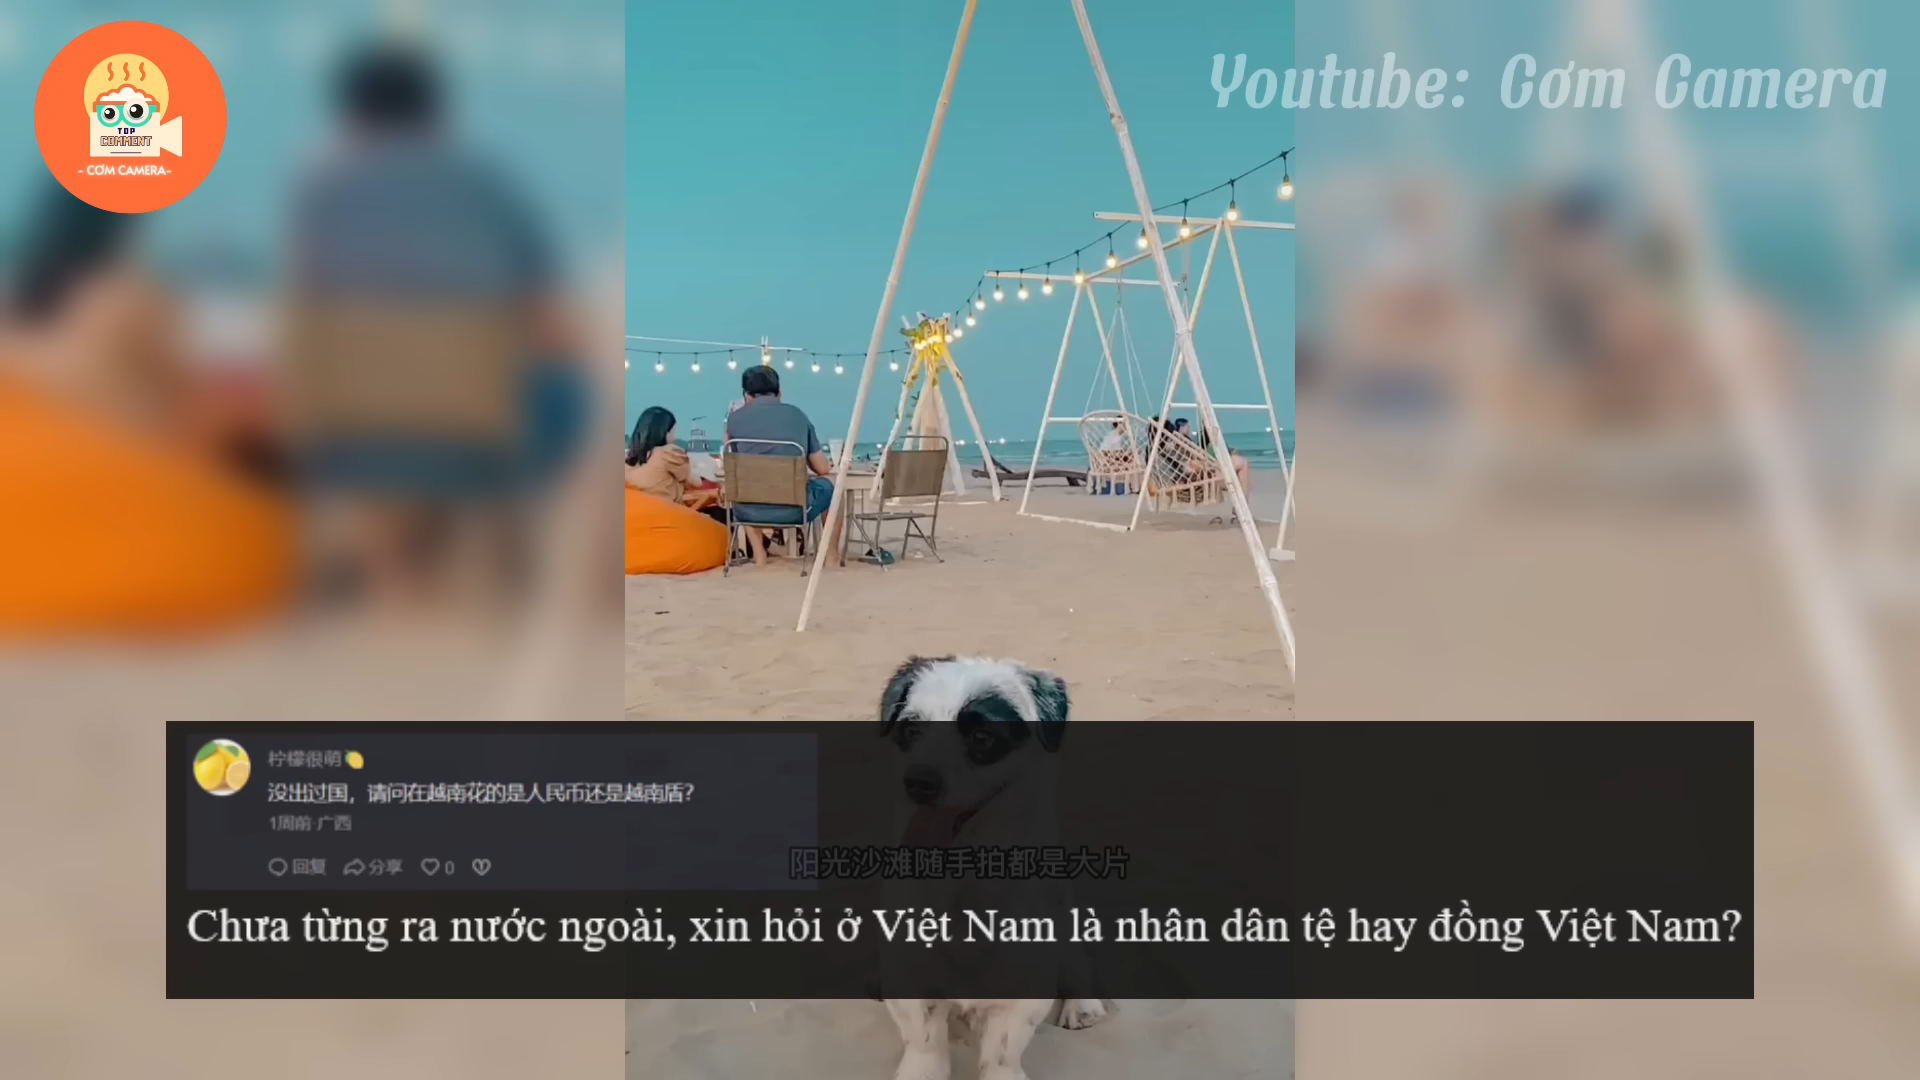 TOP
COMMENT
- CƠM CAMERA-
Youtube: Cơm Camera
柠檬很萌🍋
没出过国，请问在越南花的是人民币还是越南盾?
1周前·广西
回复 分享 0
阳光沙滩随手拍都是大片
Chưa từng ra nước ngoài, xin hỏi ở Việt Nam là nhân dân tệ hay đồng Việt Nam?